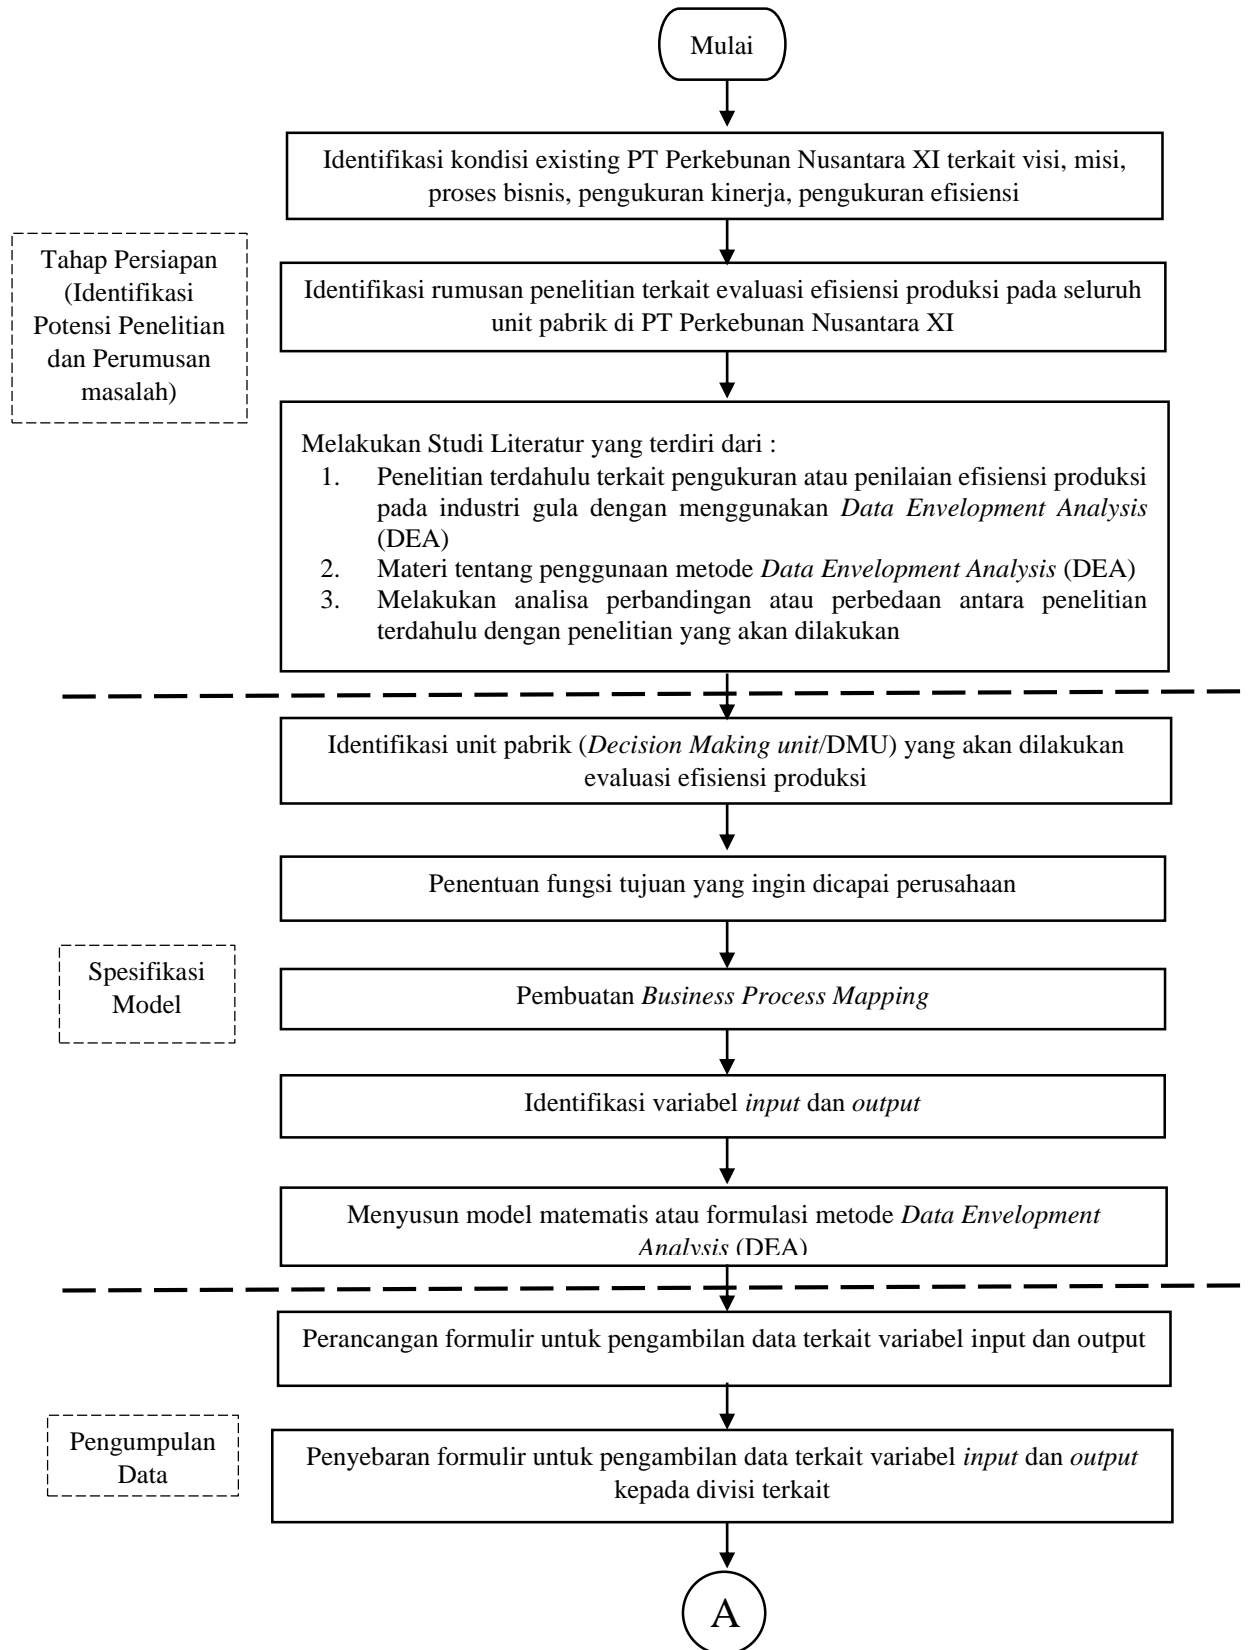 Mulai
Identifikasi kondisi existing PT Perkebunan Nusantara XI terkait visi, misi,
proses bisnis, pengukuran kinerja, pengukuran efisiensi
Tahap Persiapan
(Identifikasi
Potensi Penelitian
dan Perumusan
masalah)
Identifikasi rumusan penelitian terkait evaluasi efisiensi produksi pada seluruh
unit pabrik di PT Perkebunan Nusantara XI
Melakukan Studi Literatur yang terdiri dari :
1. Penelitian terdahulu terkait pengukuran atau penilaian efisiensi produksi
pada industri gula dengan menggunakan Data Envelopment Analysis
(DEA)
2. Materi tentang penggunaan metode Data Envelopment Analysis (DEA)
3. Melakukan analisa perbandingan atau perbedaan antara penelitian
terdahulu dengan penelitian yang akan dilakukan
Identifikasi unit pabrik (Decision Making unit/DMU) yang akan dilakukan
evaluasi efisiensi produksi
Penentuan fungsi tujuan yang ingin dicapai perusahaan
Spesifikasi
Model
Pembuatan Business Process Mapping
Identifikasi variabel input dan output
Menyusun model matematis atau formulasi metode Data Envelopment
Analysis (DEA)
Perancangan formulir untuk pengambilan data terkait variabel input dan output
Pengumpulan
Data
Penyebaran formulir untuk pengambilan data terkait variabel input dan output
kepada divisi terkait
A